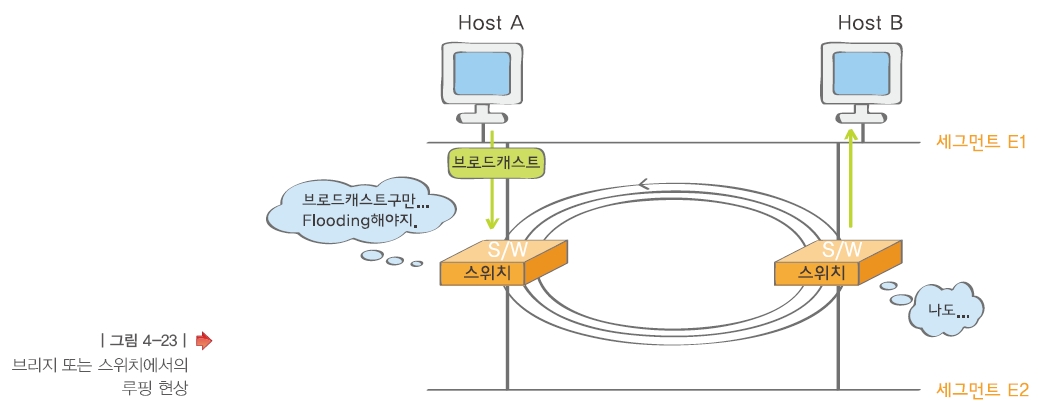 Host A
Host B
세그먼트 E1
브로드캐스트
브로드캐스트구만...
Flooding해야지.
S/W
스위치
S/W
스위치
나도...
| 그림 4-23 |
브리지 또는 스위치에서의
루핑 현상
세그먼트 E2